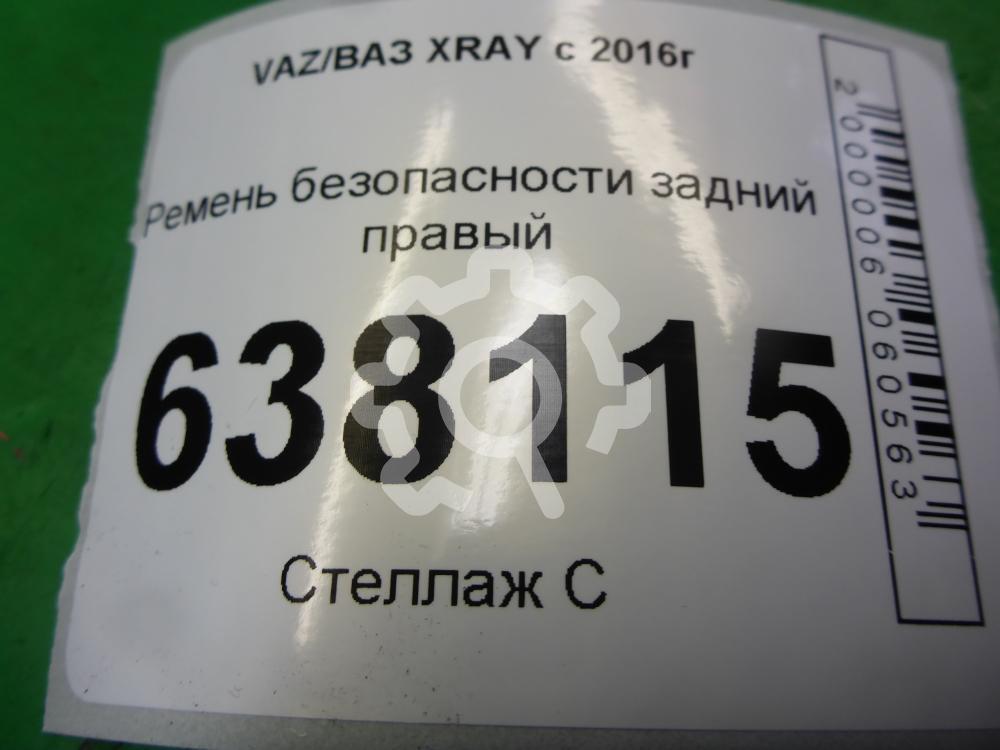 VAZ/ВАЗ XRAY с 2016г
Ремень безопасности задний
правый
638115
Стеллаж С
2000006060563